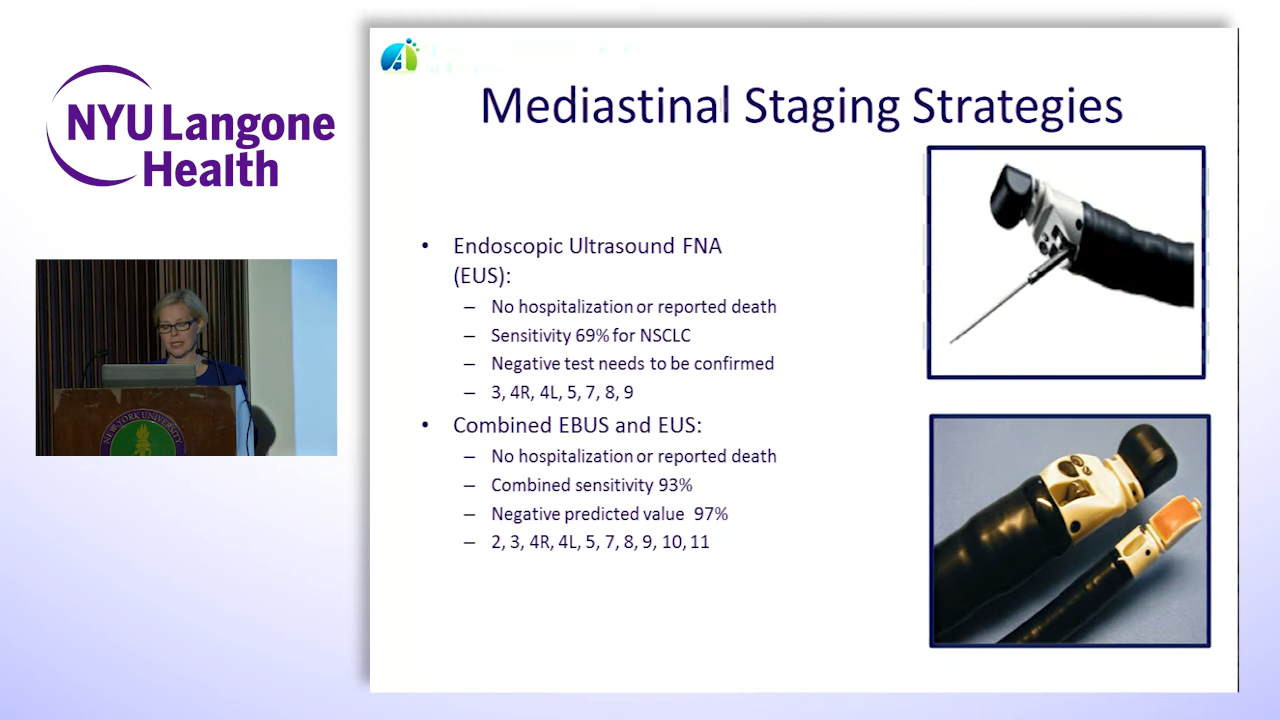 NYU Langone
Health
Mediastinal Staging Strategies
• Endoscopic Ultrasound FNA
(EUS):
– No hospitalization or reported death
– Sensitivity 69% for NSCLC
– Negative test needs to be confirmed
– 3, 4R, 4L, 5, 7, 8, 9
• Combined EBUS and EUS:
– No hospitalization or reported death
– Combined sensitivity 93%
– Negative predicted value 97%
– 2, 3, 4R, 4L, 5, 7, 8, 9, 10, 11
NEW YORK UNIVERSITY